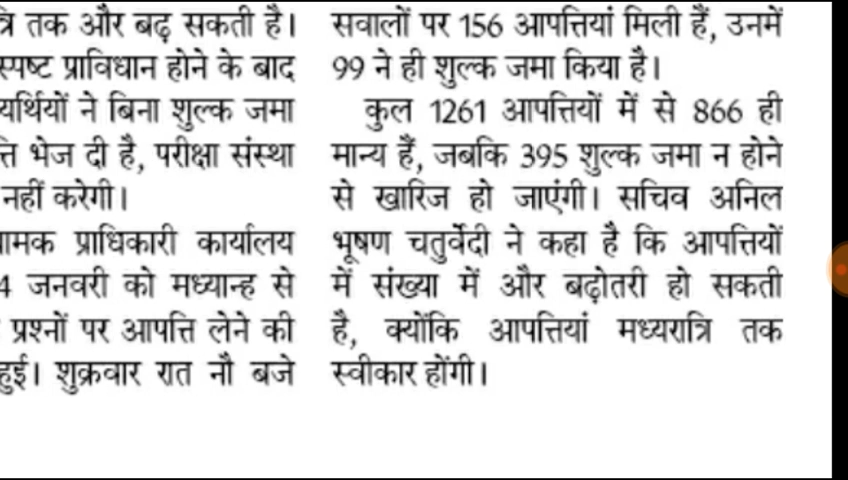 त्रि तक और बढ़ सकती है।
स्पष्ट प्राविधान होने के बाद
यर्थियों ने बिना शुल्क जमा
त्ति भेज दी है, परीक्षा संस्था
नहीं करेगी।
ामक प्राधिकारी कार्यालय
4 जनवरी को मध्यान्ह से
प्रश्नों पर आपत्ति लेने की
हुई। शुक्रवार रात नौ बजे
सवालों पर 156 आपत्तियां मिली हैं, उनमें
99 ने ही शुल्क जमा किया है।
कुल 1261 आपत्तियों में से 866 ही
मान्य हैं, जबकि 395 शुल्क जमा न होने
से खारिज हो जाएंगी। सचिव अनिल
भूषण चतुर्वेदी ने कहा है कि आपत्तियों
में संख्या में और बढ़ोतरी हो सकती
है, क्योंकि आपत्तियां मध्यरात्रि तक
स्वीकार होंगी।